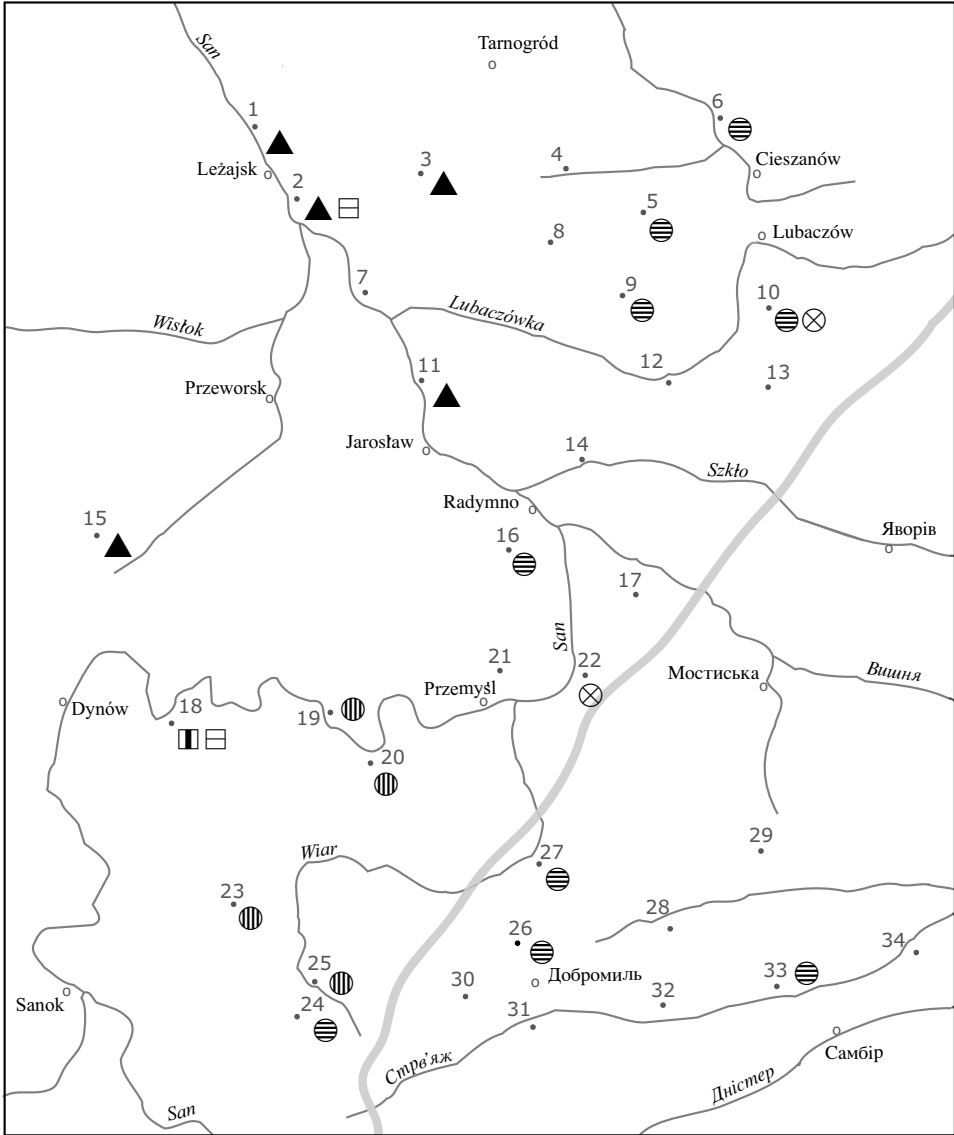 San
Tarnogród
1
6
3
4
Leżajsk
Cieszanów
2
5
8
Lubaczów
7
9
10
Lubaczówka
Wisłok
11
12
13
Przeworsk
Jarosław
14
Szkło
Radymno
15
16
Яворів
17
San
21
22
Мостиська
Вишня
Przemyśl
Dynów
18
19
20
Wiar
27
29
23
28
26
34
25
30
Добромиль
33
Sanok
24
31
32
Самбір
Стрв'яж
Дністер
San